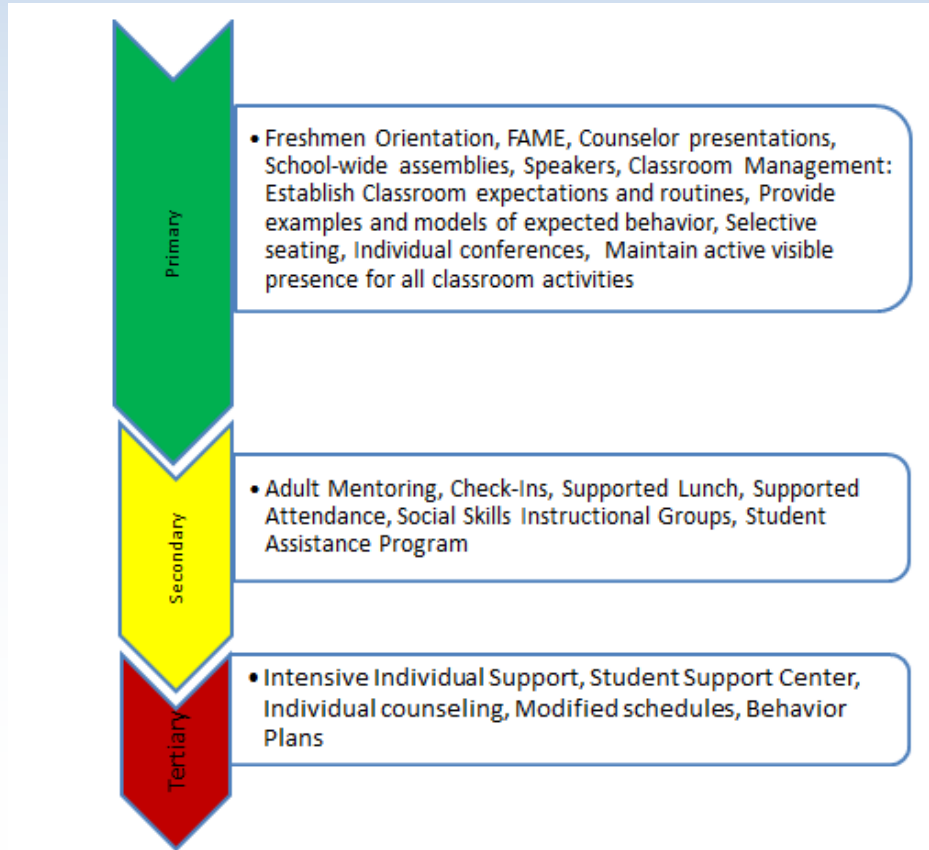 Primary
• Freshmen Orientation, FAME, Counselor presentations,
School-wide assemblies, Speakers, Classroom Management:
Establish Classroom expectations and routines, Provide
examples and models of expected behavior, Selective
seating, Individual conferences,  Maintain active visible
presence for all classroom activities
Secondary
• Adult Mentoring, Check-Ins, Supported Lunch, Supported
Attendance, Social Skills Instructional Groups, Student
Assistance Program
Tertiary
• Intensive Individual Support, Student Support Center,
Individual counseling, Modified schedules, Behavior
Plans